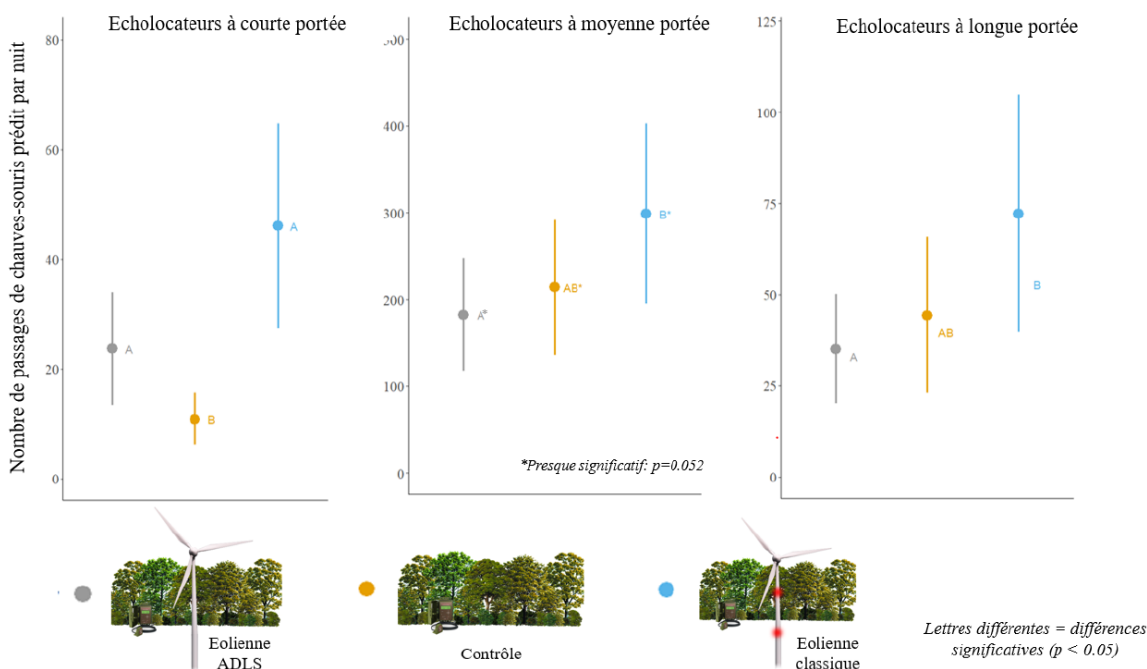 Echolocateurs à courte portée
Echolocateurs à moyenne portée
Echolocateurs à longue portée
Nombre de passages de chauves-souris prédit par nuit
80
60
40
20
0
A
B
A
400
300
200
100
0
A*
AB*
B*
*Presque significatif: p=0.052
125
100
75
50
25
0
A
AB
B
Eolienne
ADLS
Contrôle
Eolienne
classique
Lettres différentes = différences
significatives (p < 0.05)